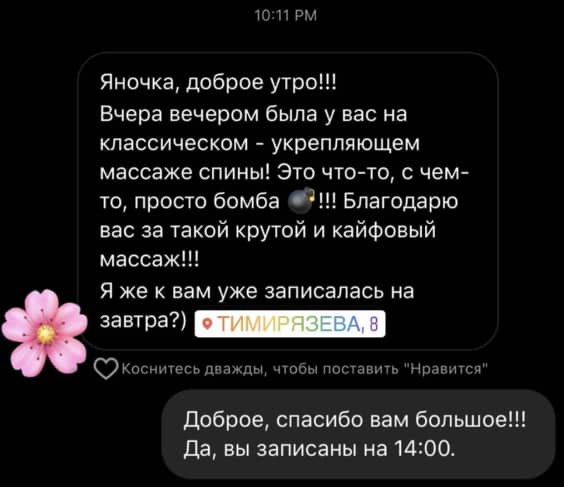 10:11 PM
Яночка, доброе утро!!!
Вчера вечером была у вас на
классическом - укрепляющем
массаже спины! Это что-то, с чем-
то, просто бомба 💣!!! Благодарю
вас за такой крутой и кайфовый
массаж!!!
Я же к вам уже записалась на
завтра?) ТИМИРЯЗЕВА, 8
Коснитесь дважды, чтобы поставить "Нравится"
Доброе, спасибо вам большое!!!
Да, вы записаны на 14:00.